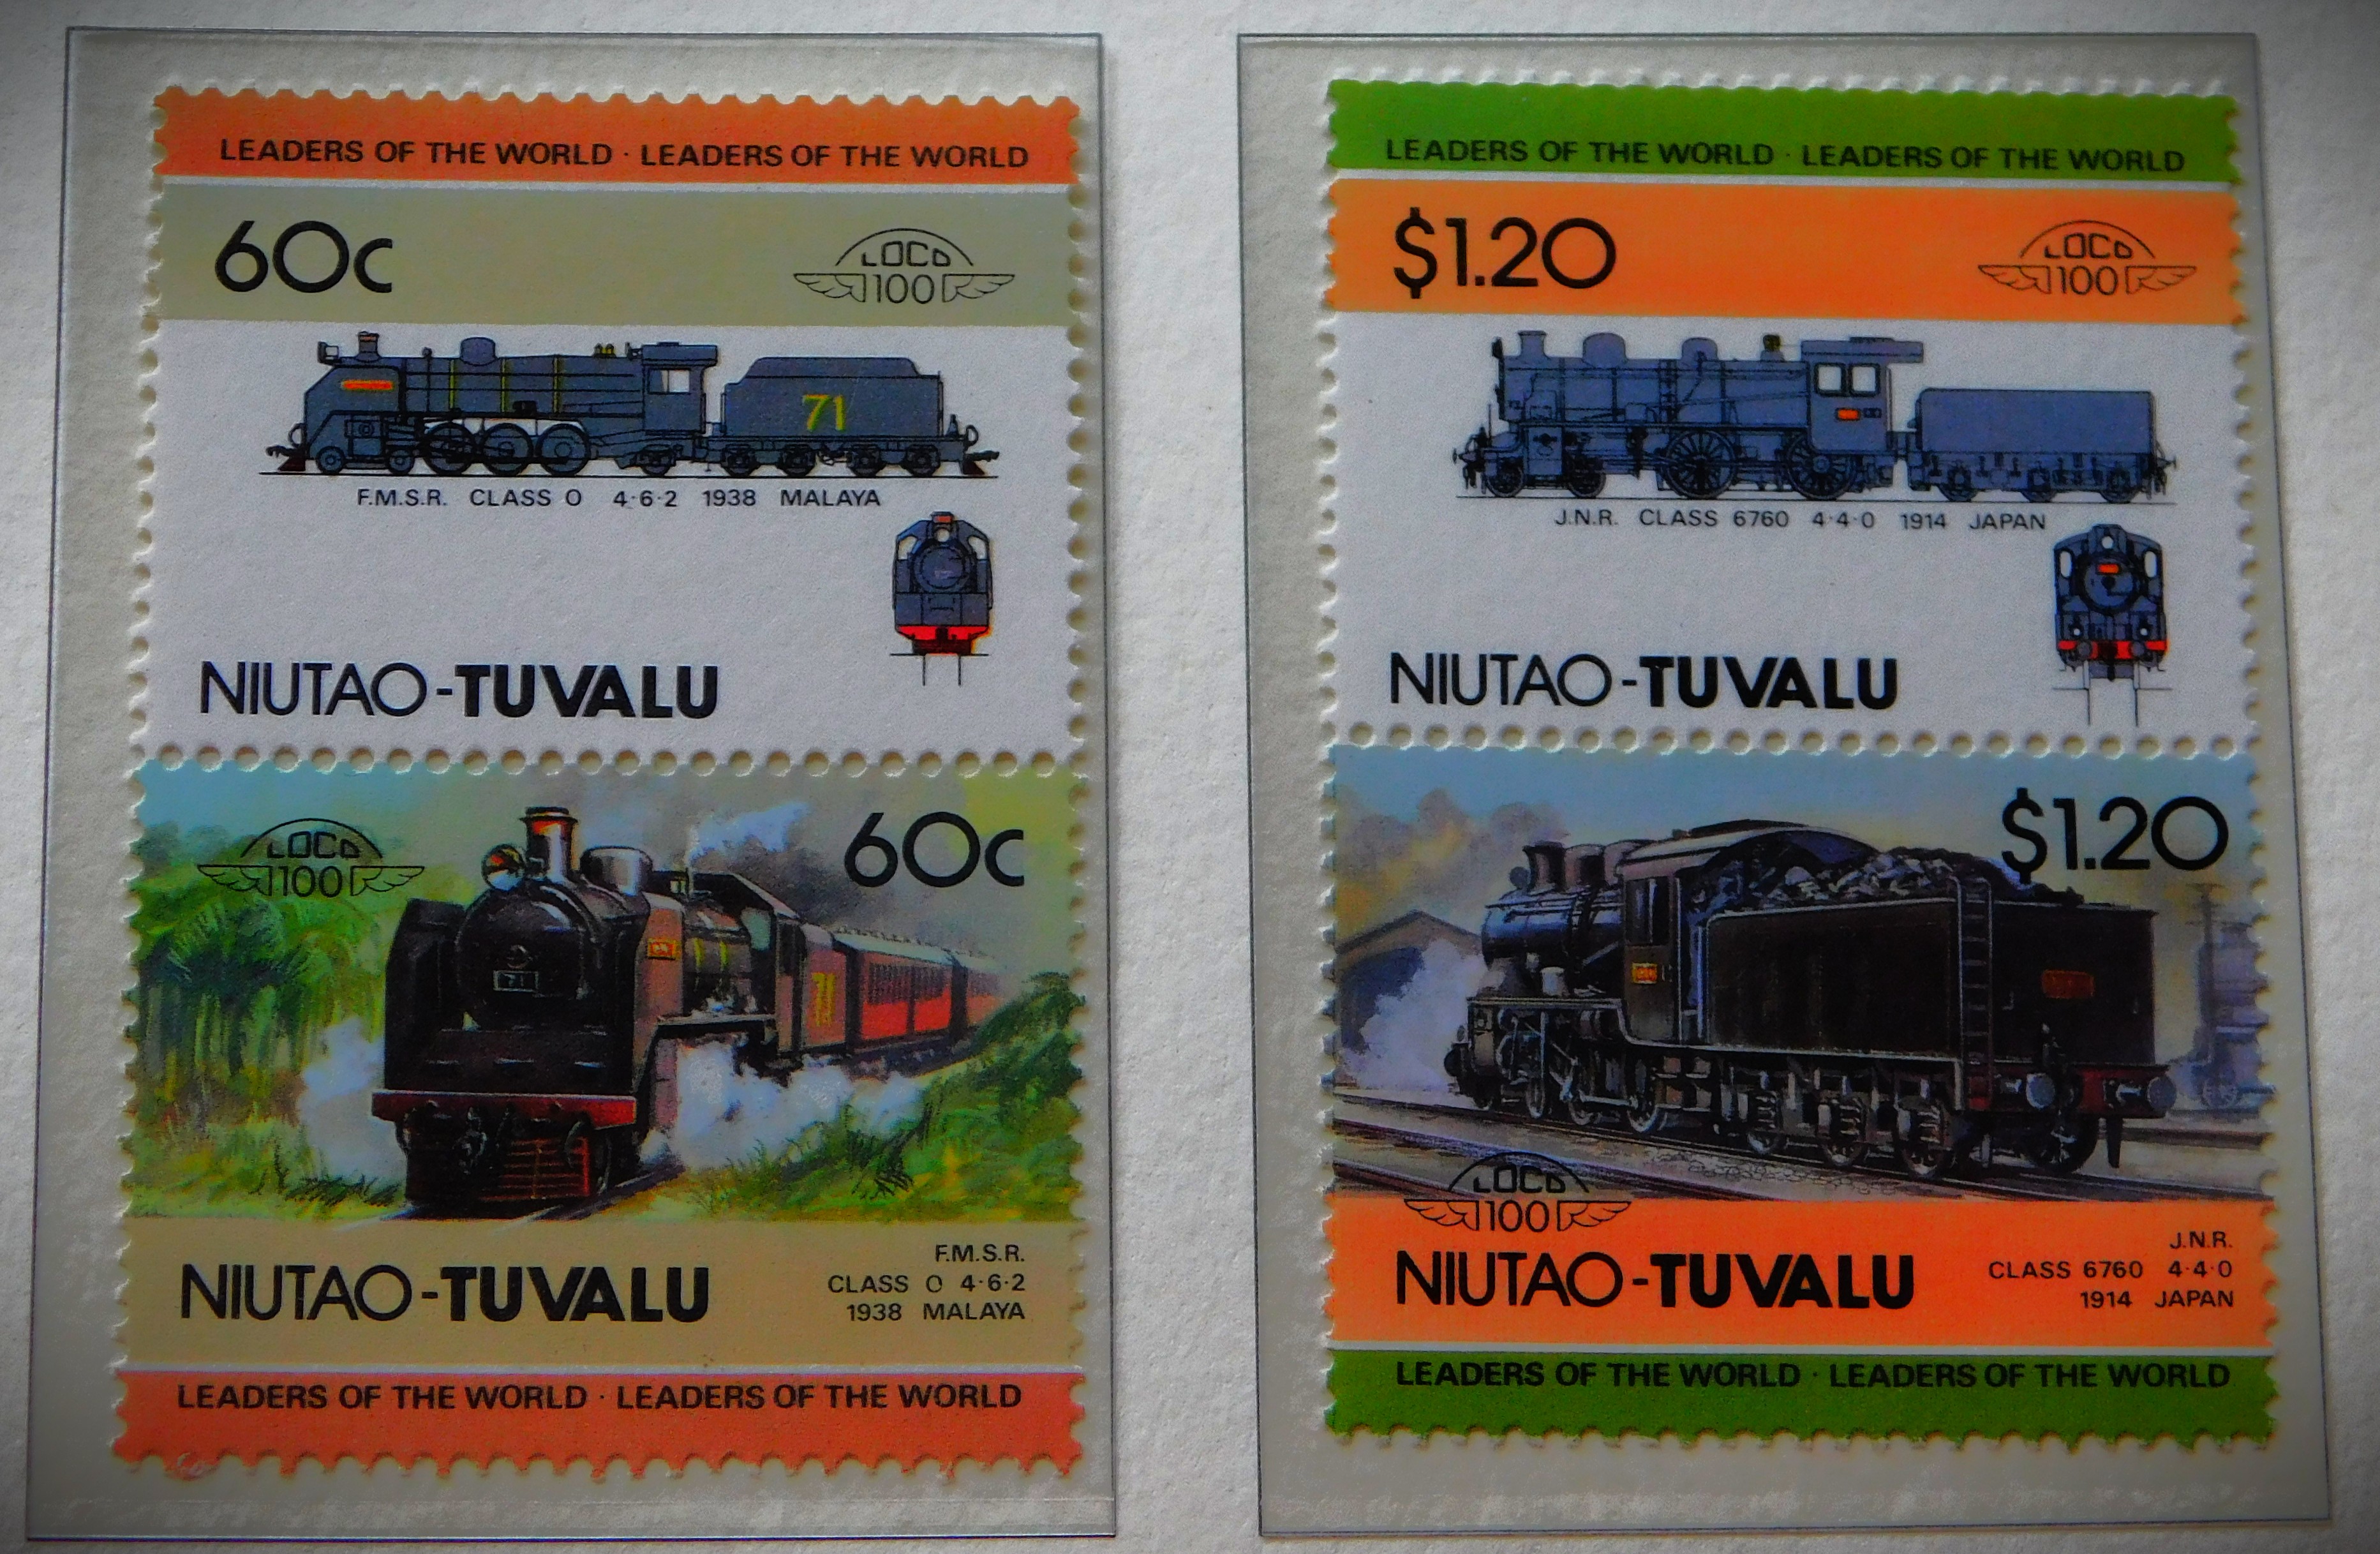 LEADERS OF THE WORLD · LEADERS OF THE WORLD
60c
LOCO
100
71
F.M.S.R. CLASS O 4·6·2 1938 MALAYA
NIUTAO-TUVALU
LOCO
100
60c
71
71
NIUTAO-TUVALU
F.M.S.R.
CLASS O 4·6·2
1938 MALAYA
LEADERS OF THE WORLD · LEADERS OF THE WORLD
LEADERS OF THE WORLD · LEADERS OF THE WORLD
$1.20
LOCO
100
J.N.R. CLASS 6760 4·4·0 1914 JAPAN
NIUTAO-TUVALU
$1.20
LOCO
100
NIUTAO-TUVALU
J.N.R.
CLASS 6760 4·4·0
1914 JAPAN
LEADERS OF THE WORLD · LEADERS OF THE WORLD